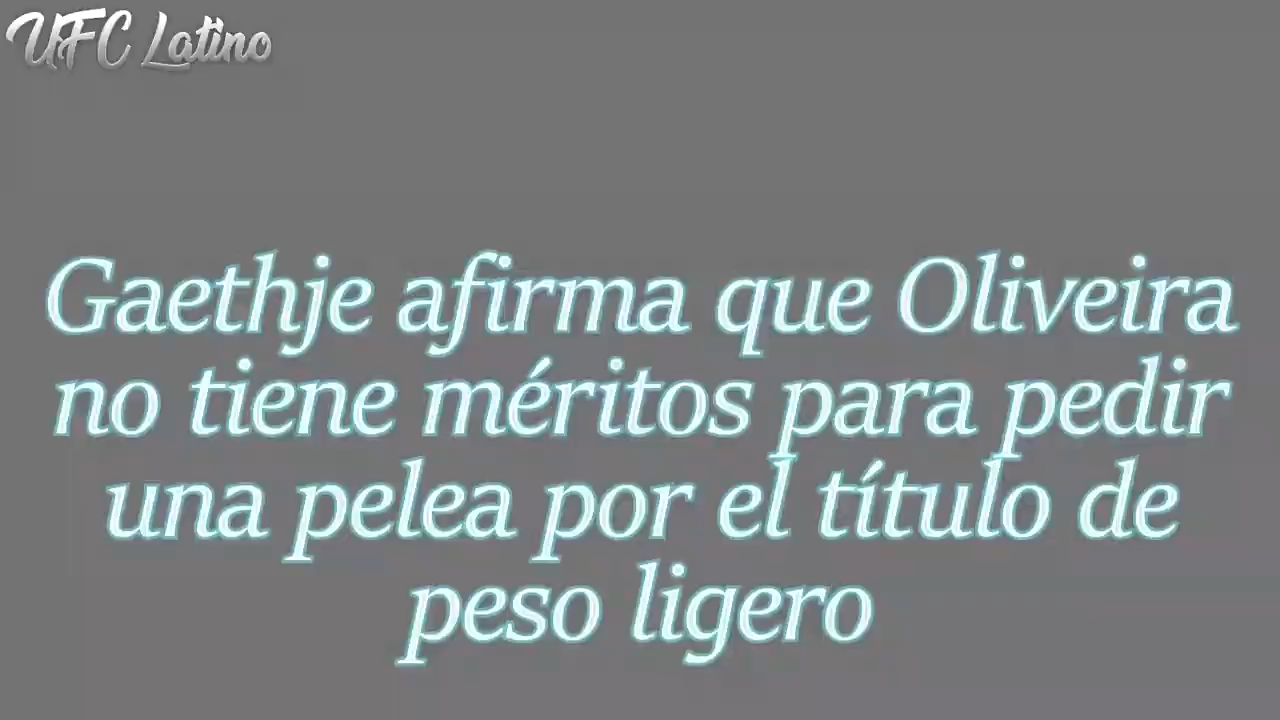 UFC Latino
Gaethje afirma que Oliveira
no tiene méritos para pedir
una pelea por el título de
peso ligero